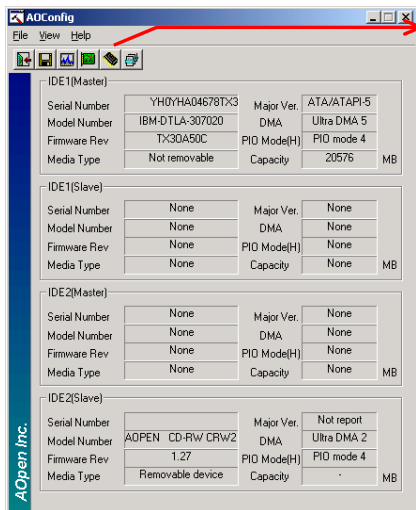 AOConfig
File View Help
IDE1(Master)
Serial Number YH0YHA04678TX3 Major Ver. ATA/ATAPI-5
Model Number IBM-DTLA-307020 DMA Ultra DMA 5
Firmware Rev TX3OA50C PIO Mode(H) PIO mode 4
Media Type Not removable Capacity 20576 MB
IDE1(Slave)
Serial Number None Major Ver. None
Model Number None DMA None
Firmware Rev None PIO Mode(H) None
Media Type None Capacity None MB
IDE2(Master)
Serial Number None Major Ver. None
Model Number None DMA None
Firmware Rev None PIO Mode(H) None
Media Type None Capacity None MB
IDE2(Slave)
Serial Number Major Ver. Not report
Model Number AOPEN CD-RW CRW2 DMA Ultra DMA 2
Firmware Rev 1.27 PIO Mode(H) PIO mode 4
Media Type Removable device Capacity - MB
AOpen Inc.